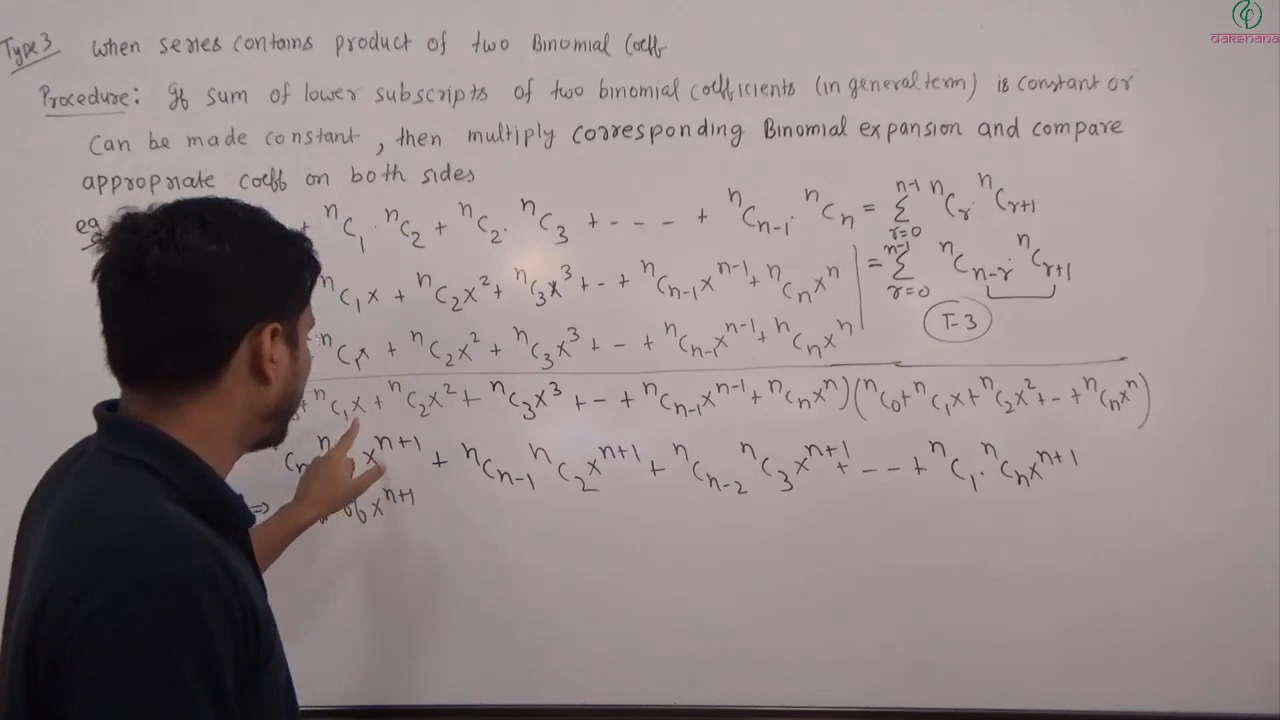 dakshana
Type 3 When series contains product of two Binomial Coeff
Procedure: If sum of lower subscripts of two binomial coefficients (in general term) is constant or
Can be made constant, then multiply corresponding Binomial expansion and compare
appropriate coeff on both sides
eg + ⁿC₁·ⁿC₂ + ⁿC₂·ⁿC₃ + - - - - + ⁿCₙ₋₁·ⁿCₙ = Σ_{r=0}^{n-1} ⁿC_r·ⁿC_{r+1}
ⁿC₁x + ⁿC₂x² + ⁿC₃x³ + - + ⁿCₙ₋₁xⁿ⁻¹ + ⁿCₙxⁿ | = Σ_{r=0}^{n-1} ⁿC_{n-r}·ⁿC_{r+1}
ⁿC₁x + ⁿC₂x² + ⁿC₃x³ + - + ⁿCₙ₋₁xⁿ⁻¹ + ⁿCₙxⁿ T-3
+ ⁿC₁x + ⁿC₂x² + ⁿC₃x³ + - + ⁿCₙ₋₁xⁿ⁻¹ + ⁿCₙxⁿ)(ⁿC₀ + ⁿC₁x + ⁿC₂x² + - + ⁿCₙxⁿ)
xⁿ⁺¹ + ⁿCₙ₋₁ ⁿC₂xⁿ⁺¹ + ⁿCₙ₋₂ ⁿC₃xⁿ⁺¹ + - - + ⁿC₁·ⁿCₙxⁿ⁺¹
⇒ of xⁿ⁺¹